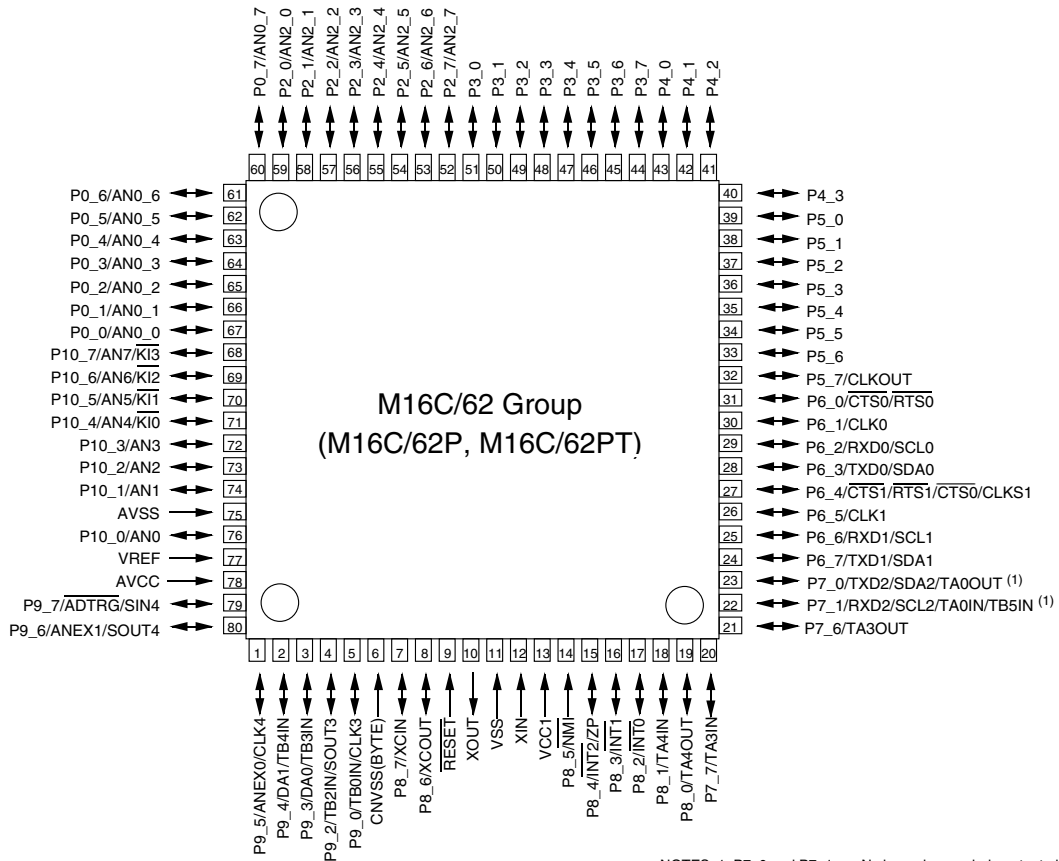 P0_7/AN0_7
P2_0/AN2_0
P2_1/AN2_1
P2_2/AN2_2
P2_3/AN2_3
P2_4/AN2_4
P2_5/AN2_5
P2_6/AN2_6
P2_7/AN2_7
P3_0
P3_1
P3_2
P3_3
P3_4
P3_5
P3_6
P3_7
P4_0
P4_1
P4_2
60 59 58 57 56 55 54 53 52 51 50 49 48 47 46 45 44 43 42 41
P0_6/AN0_6 61
P0_5/AN0_5 62
P0_4/AN0_4 63
P0_3/AN0_3 64
P0_2/AN0_2 65
P0_1/AN0_1 66
P0_0/AN0_0 67
P10_7/AN7/KI3 68
P10_6/AN6/KI2 69
P10_5/AN5/KI1 70
P10_4/AN4/KI0 71
P10_3/AN3 72
P10_2/AN2 73
P10_1/AN1 74
AVSS 75
P10_0/AN0 76
VREF 77
AVCC 78
P9_7/ADTRG/SIN4 79
P9_6/ANEX1/SOUT4 80
M16C/62 Group
(M16C/62P, M16C/62PT)
40 P4_3
39 P5_0
38 P5_1
37 P5_2
36 P5_3
35 P5_4
34 P5_5
33 P5_6
32 P5_7/CLKOUT
31 P6_0/CTS0/RTS0
30 P6_1/CLK0
29 P6_2/RXD0/SCL0
28 P6_3/TXD0/SDA0
27 P6_4/CTS1/RTS1/CTS0/CLKS1
26 P6_5/CLK1
25 P6_6/RXD1/SCL1
24 P6_7/TXD1/SDA1
23 P7_0/TXD2/SDA2/TA0OUT (1)
22 P7_1/RXD2/SCL2/TA0IN/TB5IN (1)
21 P7_6/TA3OUT
1 2 3 4 5 6 7 8 9 10 11 12 13 14 15 16 17 18 19 20
P9_5/ANEX0/CLK4
P9_4/DA1/TB4IN
P9_3/DA0/TB3IN
P9_2/TB2IN/SOUT3
P9_0/TB0IN/CLK3
CNVSS(BYTE)
P8_7/XCIN
P8_6/XCOUT
RESET
XOUT
VSS
XIN
VCC1
P8_5/NMI
P8_4/INT2/ZP
P8_3/INT1
P8_2/INT0
P8_1/TA4IN
P8_0/TA4OUT
P7_7/TA3IN